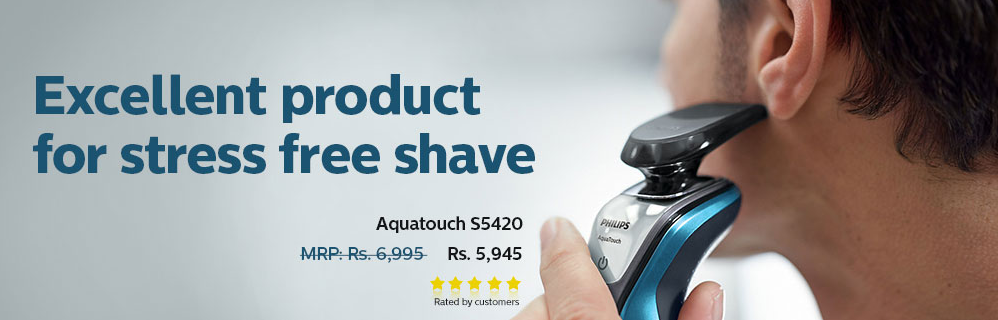 Excellent product
for stress free shave
Aquatouch S5420
MRP: Rs. 6,995 Rs. 5,945
Rated by customers
PHILIPS
AquaTouch